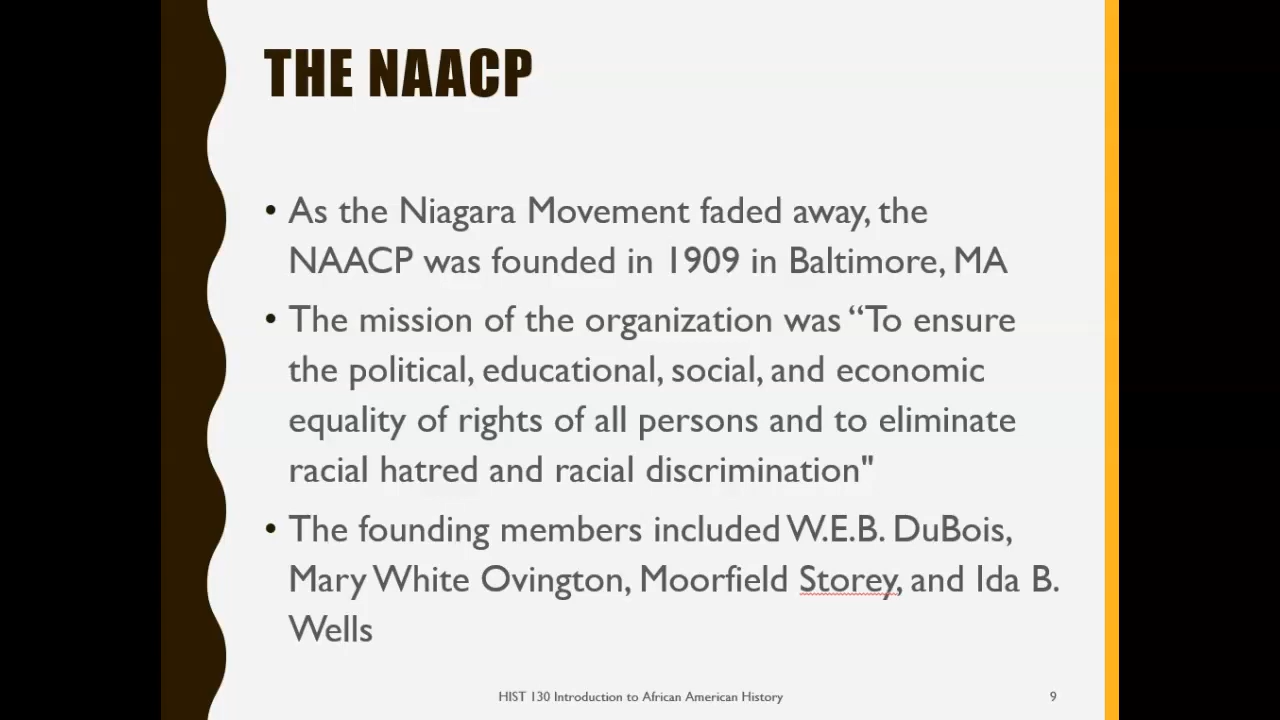 THE NAACP
• As the Niagara Movement faded away, the
NAACP was founded in 1909 in Baltimore, MA
• The mission of the organization was “To ensure
the political, educational, social, and economic
equality of rights of all persons and to eliminate
racial hatred and racial discrimination"
• The founding members included W.E.B. DuBois,
Mary White Ovington, Moorfield Storey, and Ida B.
Wells
HIST 130 Introduction to African American History
9